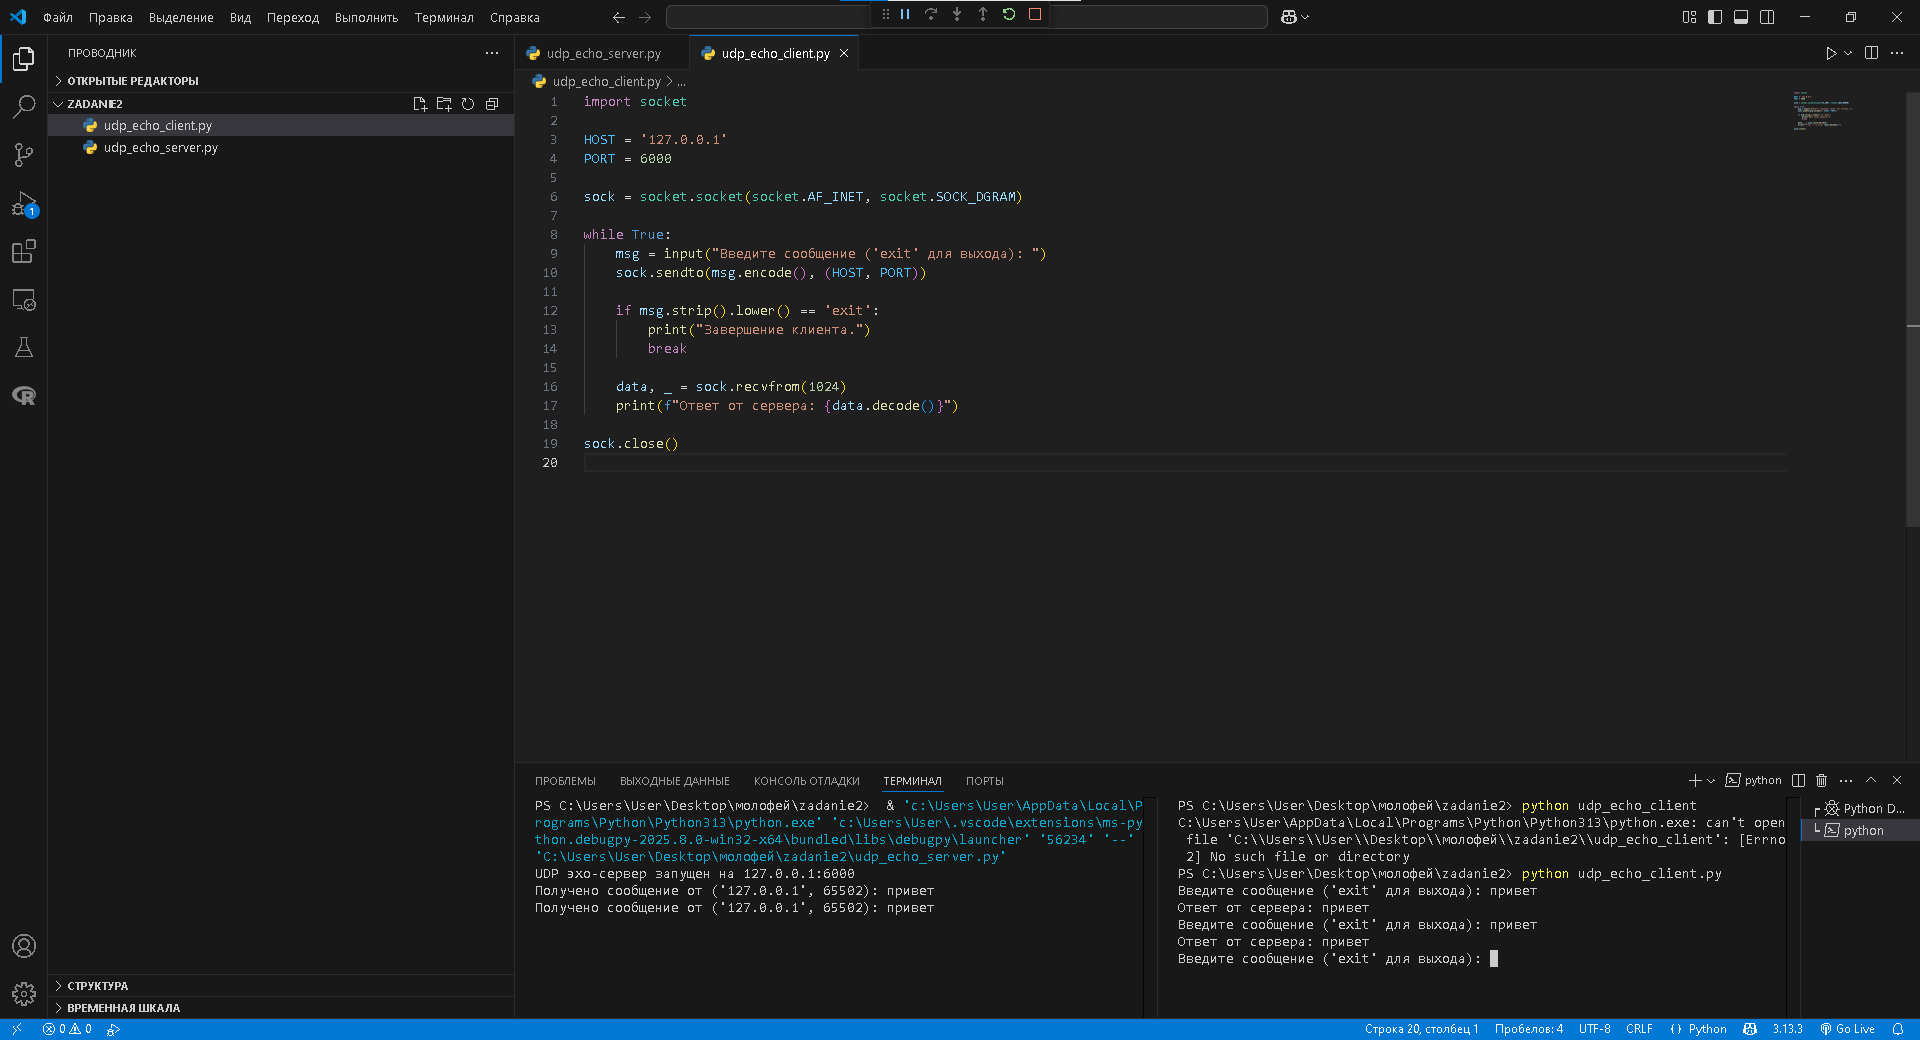 Файл Правка Выделение Вид Переход Выполнить Терминал Справка
ПРОВОДНИК
ОТКРЫТЫЕ РЕДАКТОРЫ
ZADANIE2
udp_echo_client.py
udp_echo_server.py
1
СТРУКТУРА
ВРЕМЕННАЯ ШКАЛА
udp_echo_server.py udp_echo_client.py
udp_echo_client.py > ...
1 import socket
2
3 HOST = '127.0.0.1'
4 PORT = 6000
5
6 sock = socket.socket(socket.AF_INET, socket.SOCK_DGRAM)
7
8 while True:
9 msg = input("Введите сообщение ('exit' для выхода): ")
10 sock.sendto(msg.encode(), (HOST, PORT))
11
12 if msg.strip().lower() == 'exit':
13 print("Завершение клиента.")
14 break
15
16 data, _ = sock.recvfrom(1024)
17 print(f"Ответ от сервера: {data.decode()}")
18
19 sock.close()
20
ПРОБЛЕМЫ ВЫХОДНЫЕ ДАННЫЕ КОНСОЛЬ ОТЛАДКИ ТЕРМИНАЛ ПОРТЫ
python
PS C:\Users\User\Desktop\молофей\zadanie2> & 'c:\Users\User\AppData\Local\P
rograms\Python\Python313\python.exe' 'c:\Users\User\.vscode\extensions\ms-py
thon.debugpy-2025.8.0-win32-x64\bundled\libs\debugpy\launcher' '56234' '--'
'C:\Users\User\Desktop\молофей\zadanie2\udp_echo_server.py'
UDP эхо-сервер запущен на 127.0.0.1:6000
Получено сообщение от ('127.0.0.1', 65502): привет
Получено сообщение от ('127.0.0.1', 65502): привет
PS C:\Users\User\Desktop\молофей\zadanie2> python udp_echo_client
C:\Users\User\AppData\Local\Programs\Python\Python313\python.exe: can't open
file 'C:\\Users\\User\\Desktop\\молофей\\zadanie2\\udp_echo_client': [Errno
2] No such file or directory
PS C:\Users\User\Desktop\молофей\zadanie2> python udp_echo_client.py
Введите сообщение ('exit' для выхода): привет
Ответ от сервера: привет
Введите сообщение ('exit' для выхода): привет
Ответ от сервера: привет
Введите сообщение ('exit' для выхода):
Python D...
python
0 0
Строка 20, столбец 1 Пробелов: 4 UTF-8 CRLF {} Python 3.13.3 Go Live